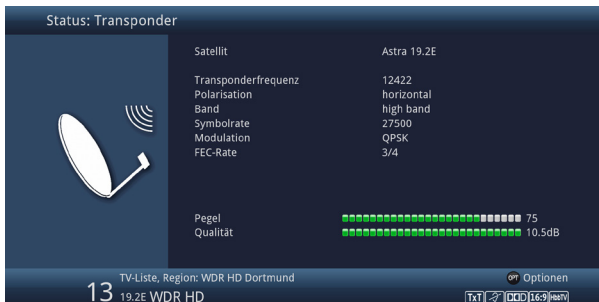 Status: Transponder
Satellit Astra 19.2E
Transponderfrequenz 12422
Polarisation horizontal
Band high band
Symbolrate 27500
Modulation QPSK
FEC-Rate 3/4
Pegel 75
Qualität 10.5dB
TV-Liste, Region: WDR HD Dortmund OPT Optionen
13 19.2E WDR HD TxT 16:9 HbbTV